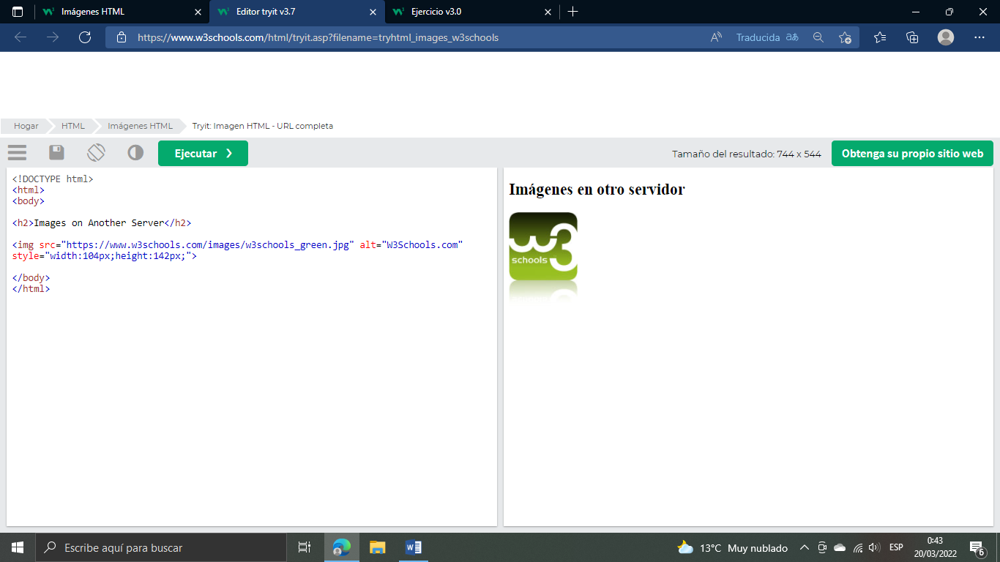 Imágenes HTML
Editor tryit v3.7
Ejercicio v3.0
https://www.w3schools.com/html/tryit.asp?filename=tryhtml_images_w3schools
Traducida
Hogar
HTML
Imágenes HTML
Tryit: Imagen HTML - URL completa
Ejecutar ❯
Tamaño del resultado: 744 x 544
Obtenga su propio sitio web
<!DOCTYPE html>
<html>
<body>
<h2>Images on Another Server</h2>
<img src="https://www.w3schools.com/images/w3schools_green.jpg" alt="W3Schools.com"
style="width:104px;height:142px;">
</body>
</html>
Imágenes en otro servidor
w3
schools
Escribe aquí para buscar
13°C Muy nublado
ESP
0:43
20/03/2022
6